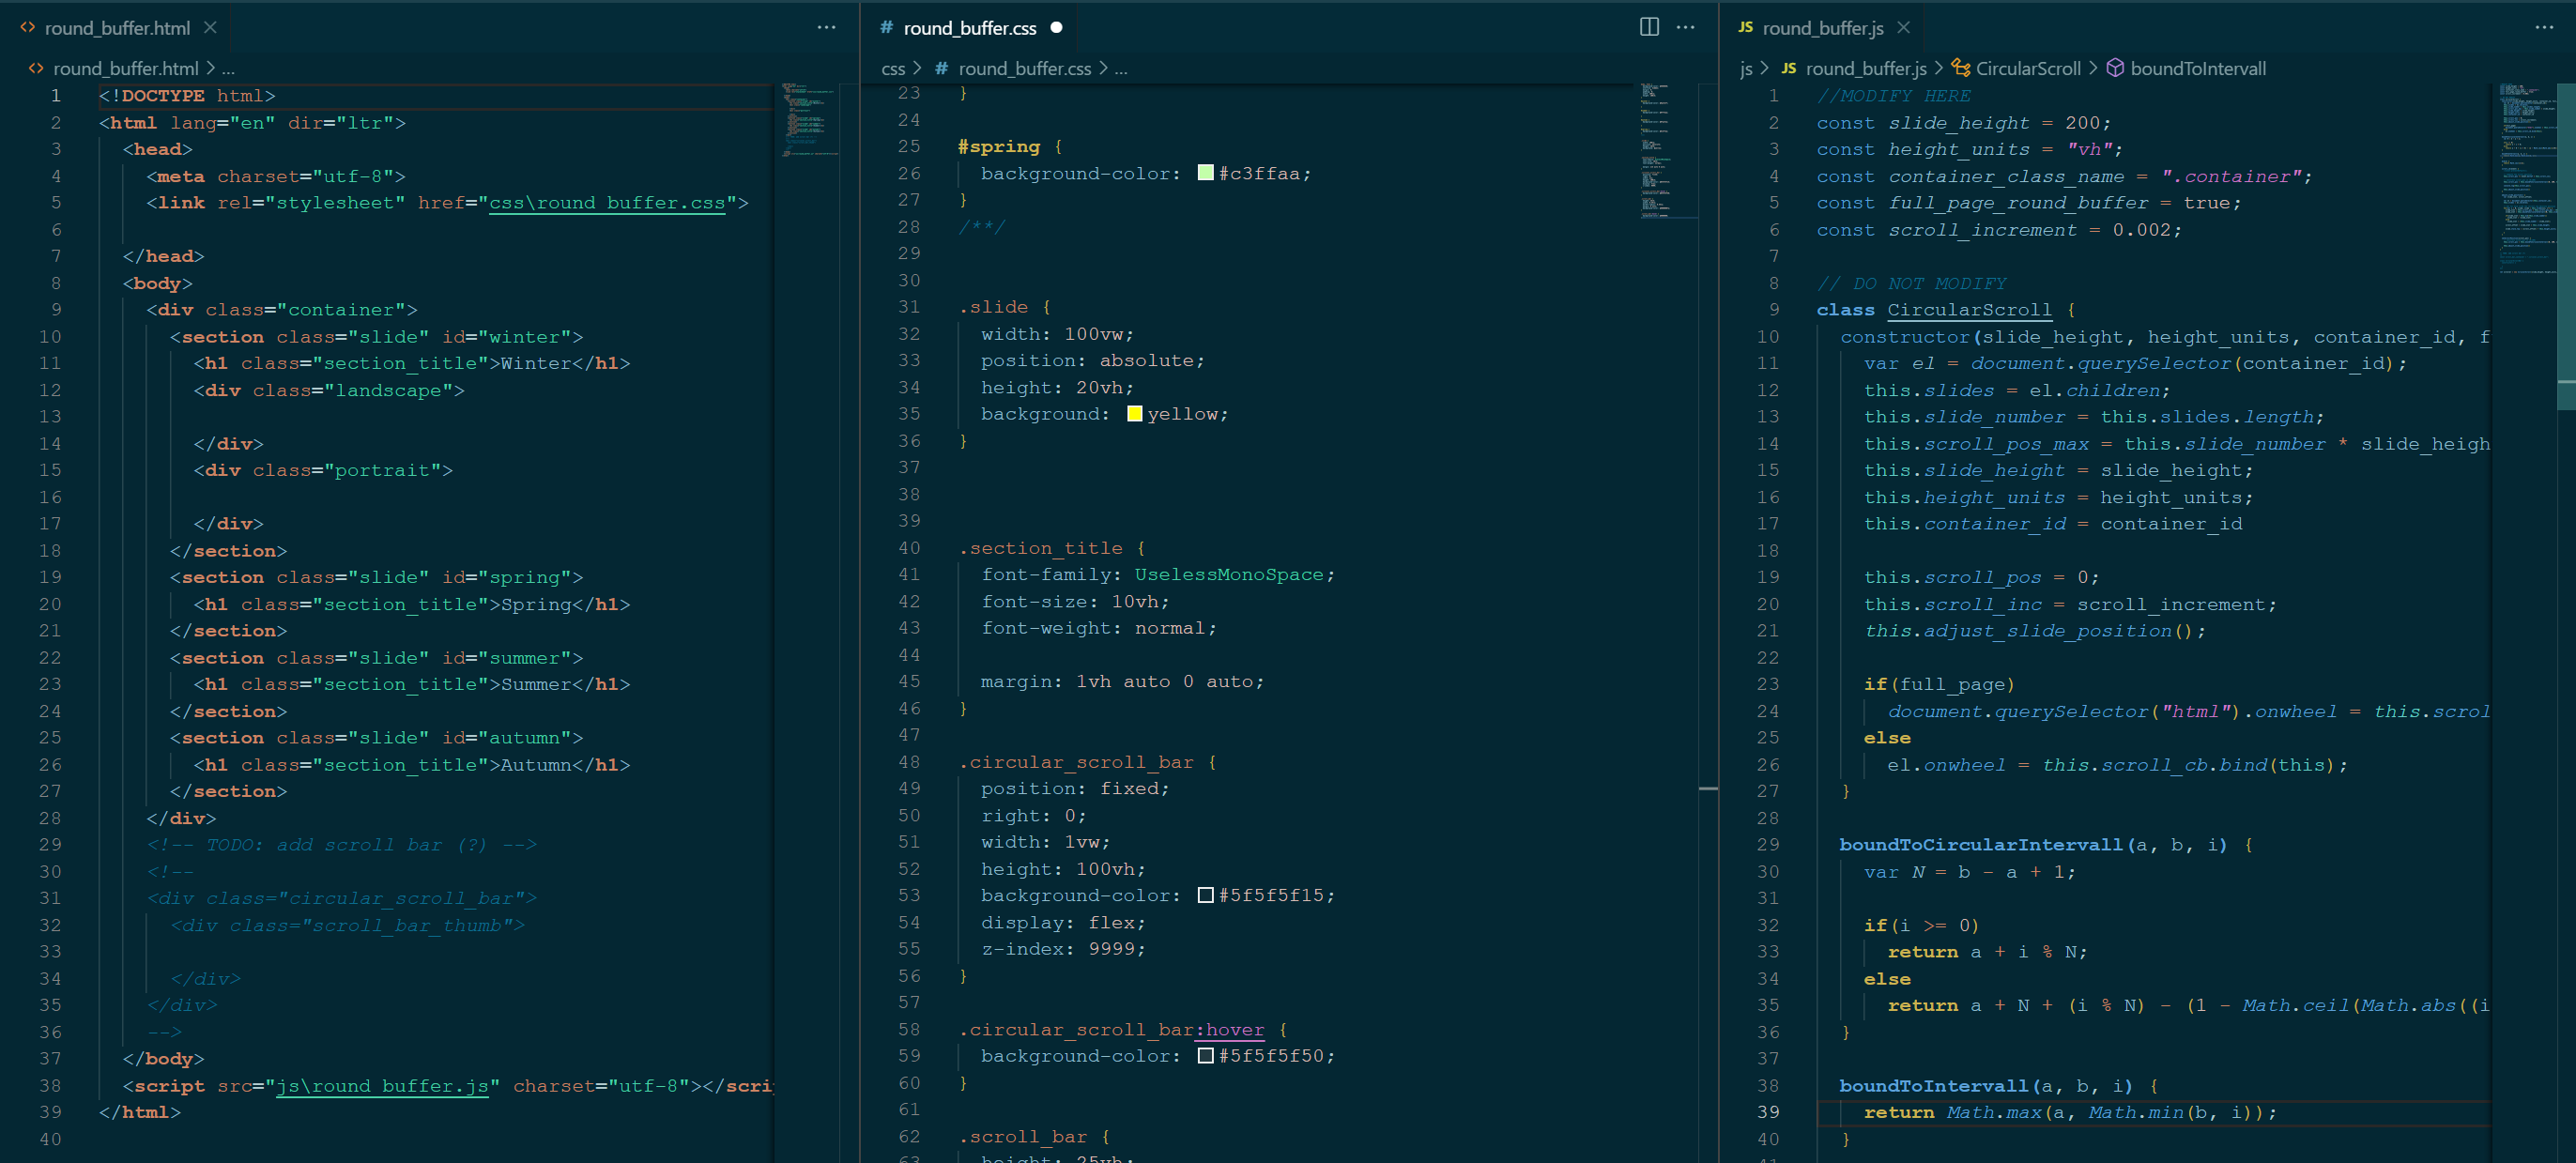 round_buffer.html
round_buffer.html > ...
1 <!DOCTYPE html>
2 <html lang="en" dir="ltr">
3 <head>
4 <meta charset="utf-8">
5 <link rel="stylesheet" href="css\round_buffer.css">
6
7 </head>
8 <body>
9 <div class="container">
10 <section class="slide" id="winter">
11 <h1 class="section_title">Winter</h1>
12 <div class="landscape">
13
14 </div>
15 <div class="portrait">
16
17 </div>
18 </section>
19 <section class="slide" id="spring">
20 <h1 class="section_title">Spring</h1>
21 </section>
22 <section class="slide" id="summer">
23 <h1 class="section_title">Summer</h1>
24 </section>
25 <section class="slide" id="autumn">
26 <h1 class="section_title">Autumn</h1>
27 </section>
28 </div>
29 <!-- TODO: add scroll bar (?) -->
30 <!--
31 <div class="circular_scroll_bar">
32 <div class="scroll_bar_thumb">
33
34 </div>
35 </div>
36 -->
37 </body>
38 <script src="js\round_buffer.js" charset="utf-8"></scri
39 </html>
40
# round_buffer.css
css > # round_buffer.css > ...
23 }
24
25 #spring {
26 background-color: #c3ffaa;
27 }
28 /**/
29
30
31 .slide {
32 width: 100vw;
33 position: absolute;
34 height: 20vh;
35 background: yellow;
36 }
37
38
39
40 .section_title {
41 font-family: UselessMonoSpace;
42 font-size: 10vh;
43 font-weight: normal;
44
45 margin: 1vh auto 0 auto;
46 }
47
48 .circular_scroll_bar {
49 position: fixed;
50 right: 0;
51 width: 1vw;
52 height: 100vh;
53 background-color: #5f5f5f15;
54 display: flex;
55 z-index: 9999;
56 }
57
58 .circular_scroll_bar:hover {
59 background-color: #5f5f5f50;
60 }
61
62 .scroll_bar {
63 height: 25vh;
JS round_buffer.js
js > JS round_buffer.js > CircularScroll > boundToIntervall
1 //MODIFY HERE
2 const slide_height = 200;
3 const height_units = "vh";
4 const container_class_name = ".container";
5 const full_page_round_buffer = true;
6 const scroll_increment = 0.002;
7
8 // DO NOT MODIFY
9 class CircularScroll {
10 constructor(slide_height, height_units, container_id, f
11 var el = document.querySelector(container_id);
12 this.slides = el.children;
13 this.slide_number = this.slides.length;
14 this.scroll_pos_max = this.slide_number * slide_heigh
15 this.slide_height = slide_height;
16 this.height_units = height_units;
17 this.container_id = container_id
18
19 this.scroll_pos = 0;
20 this.scroll_inc = scroll_increment;
21 this.adjust_slide_position();
22
23 if(full_page)
24 document.querySelector("html").onwheel = this.scrol
25 else
26 el.onwheel = this.scroll_cb.bind(this);
27 }
28
29 boundToCircularIntervall(a, b, i) {
30 var N = b - a + 1;
31
32 if(i >= 0)
33 return a + i % N;
34 else
35 return a + N + (i % N) - (1 - Math.ceil(Math.abs((i
36 }
37
38 boundToIntervall(a, b, i) {
39 return Math.max(a, Math.min(b, i));
40 }